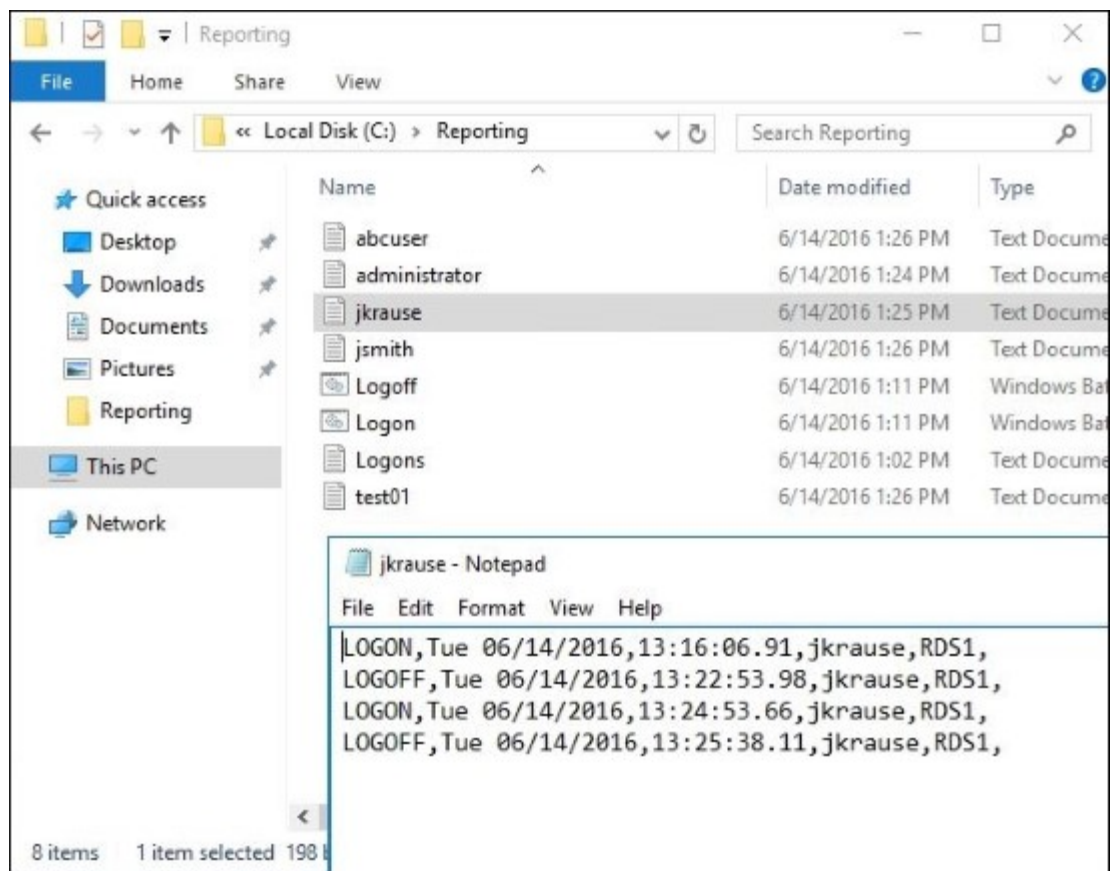 Reporting
File Home Share View
« Local Disk (C:) > Reporting Search Reporting
Name Date modified Type
Quick access
Desktop
Downloads
Documents
Pictures
Reporting
This PC
Network
abcuser 6/14/2016 1:26 PM Text Docume
administrator 6/14/2016 1:24 PM Text Docume
jkrause 6/14/2016 1:25 PM Text Docume
jsmith 6/14/2016 1:26 PM Text Docume
Logoff 6/14/2016 1:11 PM Windows Bat
Logon 6/14/2016 1:11 PM Windows Bat
Logons 6/14/2016 1:02 PM Text Docume
test01 6/14/2016 1:26 PM Text Docume
jkrause - Notepad
File Edit Format View Help
LOGON,Tue 06/14/2016,13:16:06.91,jkrause,RDS1,
LOGOFF,Tue 06/14/2016,13:22:53.98,jkrause,RDS1,
LOGON,Tue 06/14/2016,13:24:53.66,jkrause,RDS1,
LOGOFF,Tue 06/14/2016,13:25:38.11,jkrause,RDS1,
8 items 1 item selected 198 b